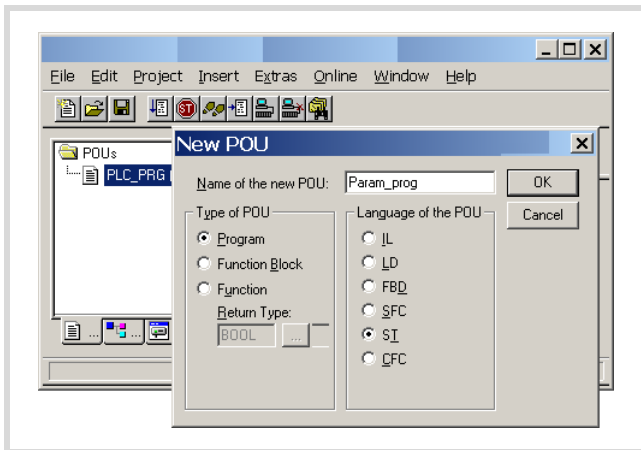 File Edit Project Insert Extras Online Window Help
ST
POUs
PLC_PRG
New POU
Name of the new POU: Param_prog
OK
Cancel
Type of POU
Program
Function Block
Function
Return Type:
BOOL ...
Language of the POU
IL
LD
FBD
SFC
ST
CFC
... ...